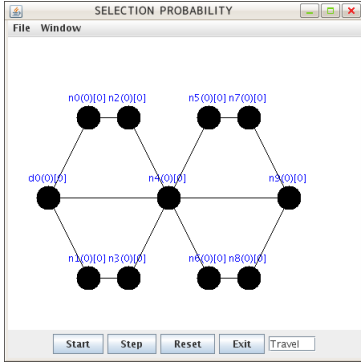 SELECTION PROBABILITY
File Window
n0(0)[0] n2(0)[0] n5(0)[0] n7(0)[0]
d0(0)[0] n4(0)[0] n9(0)[0]
n1(0)[0] n3(0)[0] n6(0)[0] n8(0)[0]
Start Step Reset Exit Travel